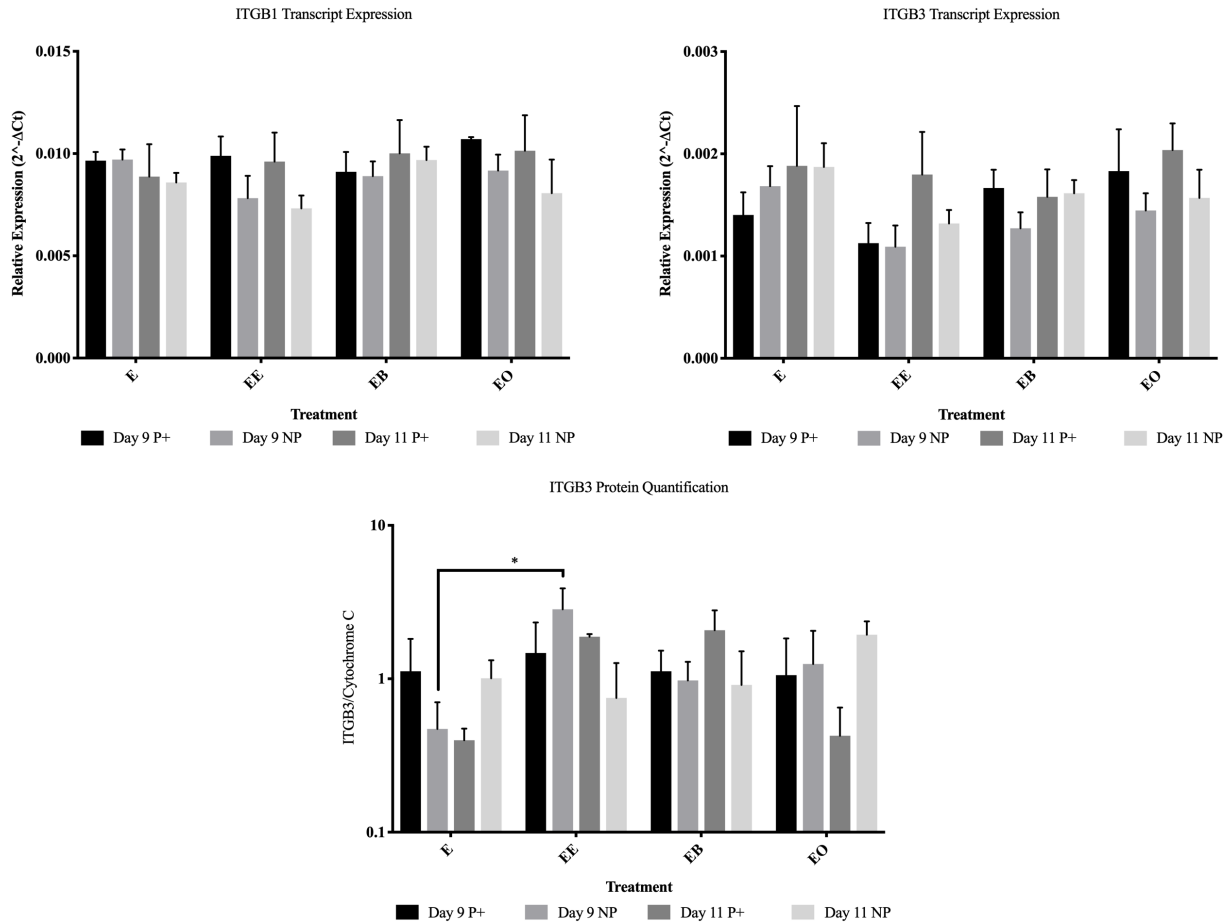 ITGB1 Transcript Expression
Relative Expression (2^-ΔCt)
0.015
0.010
0.005
0.000
E EE EB EO
Treatment
Day 9 P+ Day 9 NP Day 11 P+ Day 11 NP
ITGB3 Transcript Expression
Relative Expression (2^-ΔCt)
0.003
0.002
0.001
0.000
E EE EB EO
Treatment
Day 9 P+ Day 9 NP Day 11 P+ Day 11 NP
ITGB3 Protein Quantification
ITGB3/Cytochrome C
10
1
0.1
*
E EE EB EO
Treatment
Day 9 P+ Day 9 NP Day 11 P+ Day 11 NP